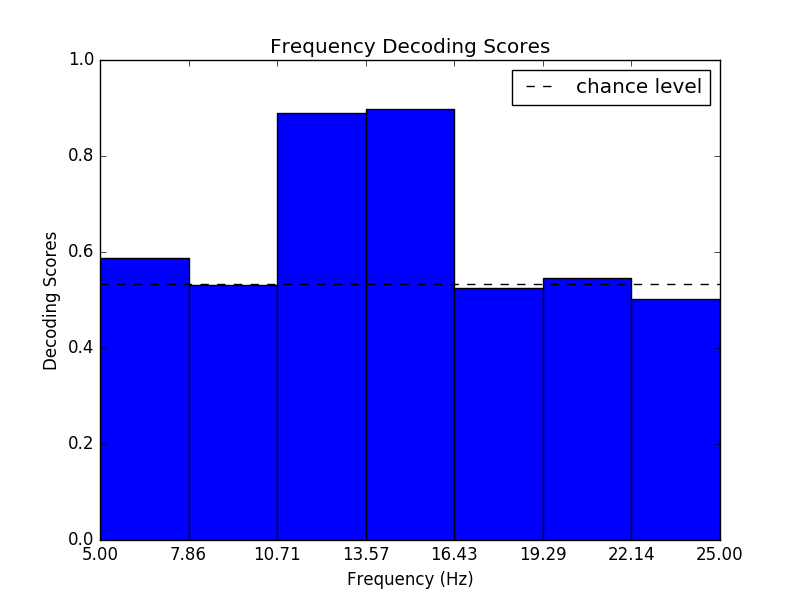 Frequency Decoding Scores
chance level
1.0
0.8
0.6
0.4
0.2
0.0
Decoding Scores
5.00 7.86 10.71 13.57 16.43 19.29 22.14 25.00
Frequency (Hz)